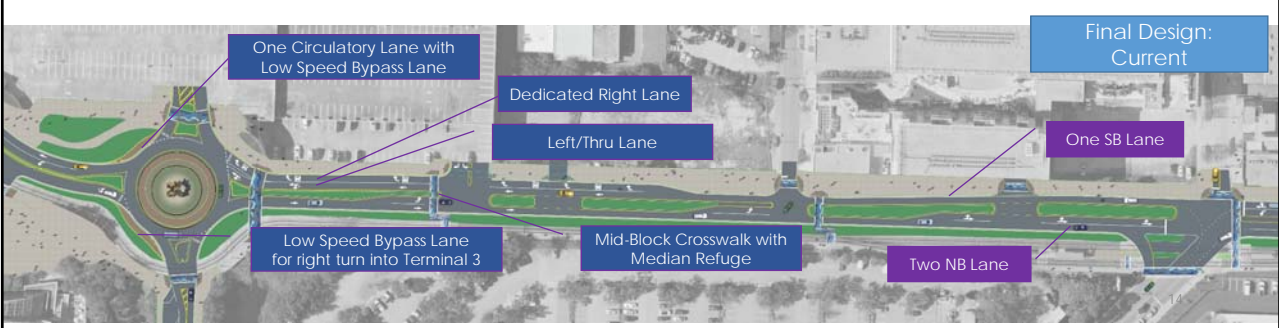 Final Design:
Current
One Circulatory Lane with
Low Speed Bypass Lane
Dedicated Right Lane
Left/Thru Lane
One SB Lane
Low Speed Bypass Lane
for right turn into Terminal 3
Mid-Block Crosswalk with
Median Refuge
Two NB Lane
14